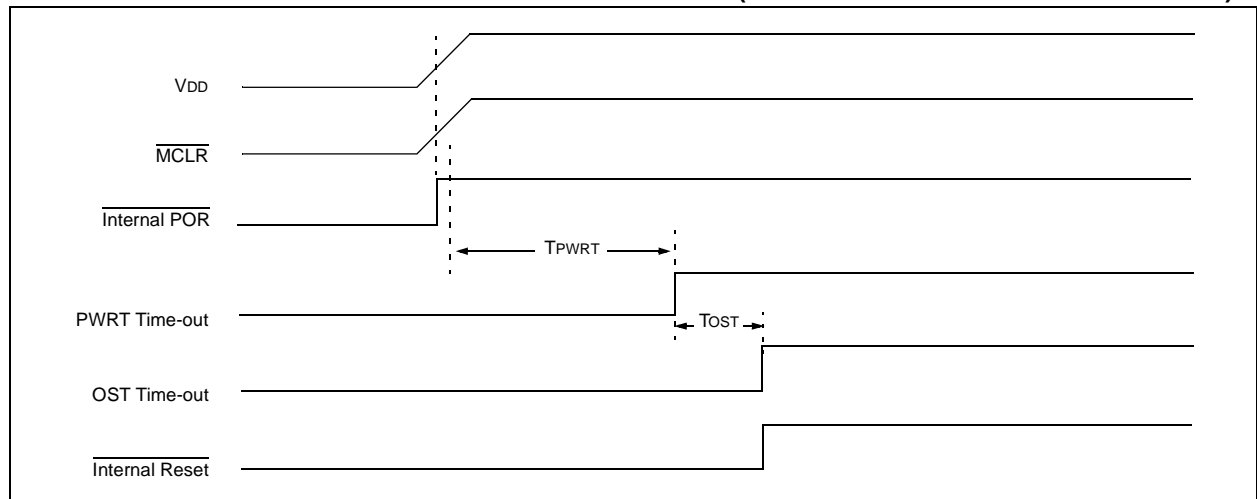 VDD
MCLR
Internal POR
TPWRT
PWRT Time-out
TOST
OST Time-out
Internal Reset